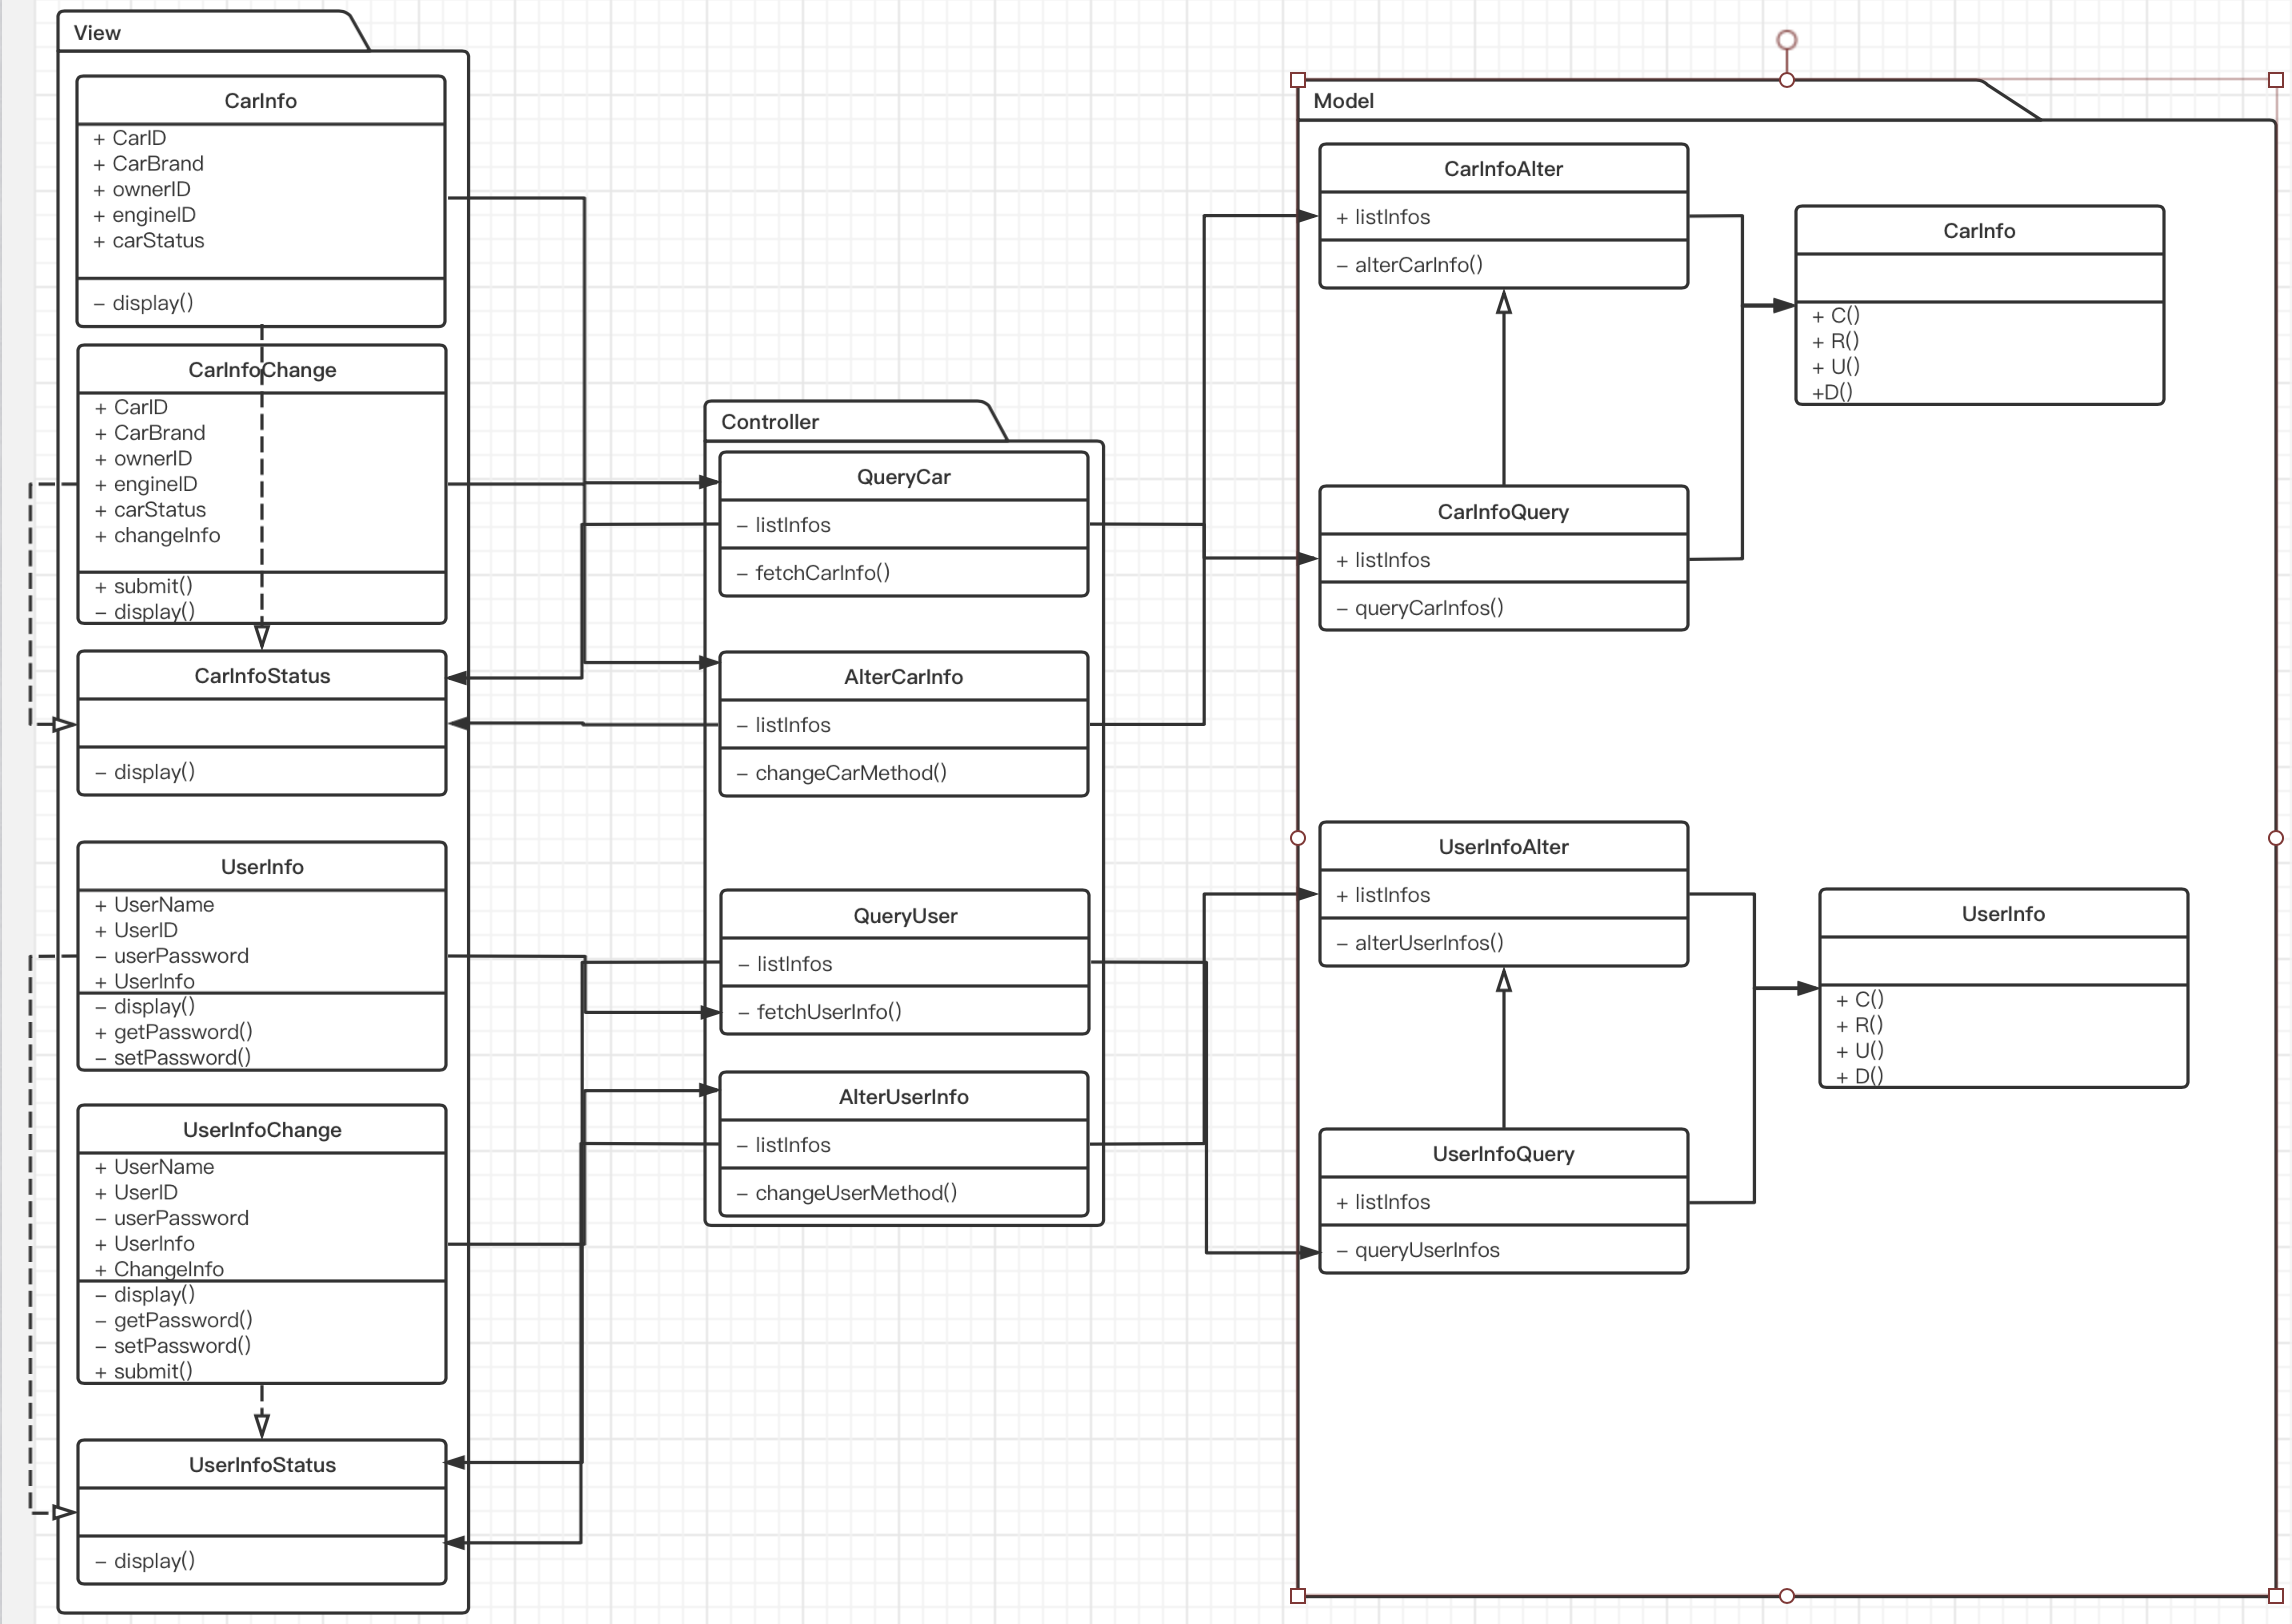 View
CarInfo
+ CarID
+ CarBrand
+ ownerID
+ engineID
+ carStatus
– display()
CarInfoChange
+ CarID
+ CarBrand
+ ownerID
+ engineID
+ carStatus
+ changeInfo
+ submit()
– display()
CarInfoStatus
– display()
UserInfo
+ UserName
+ UserID
– userPassword
+ UserInfo
– display()
+ getPassword()
– setPassword()
UserInfoChange
+ UserName
+ UserID
– userPassword
+ UserInfo
+ ChangeInfo
– display()
– getPassword()
– setPassword()
+ submit()
UserInfoStatus
– display()
Controller
QueryCar
– listInfos
– fetchCarInfo()
AlterCarInfo
– listInfos
– changeCarMethod()
QueryUser
– listInfos
– fetchUserInfo()
AlterUserInfo
– listInfos
– changeUserMethod()
Model
CarInfoAlter
+ listInfos
– alterCarInfo()
CarInfo
+ C()
+ R()
+ U()
+D()
CarInfoQuery
+ listInfos
– queryCarInfos()
UserInfoAlter
+ listInfos
– alterUserInfos()
UserInfo
+ C()
+ R()
+ U()
+ D()
UserInfoQuery
+ listInfos
– queryUserInfos